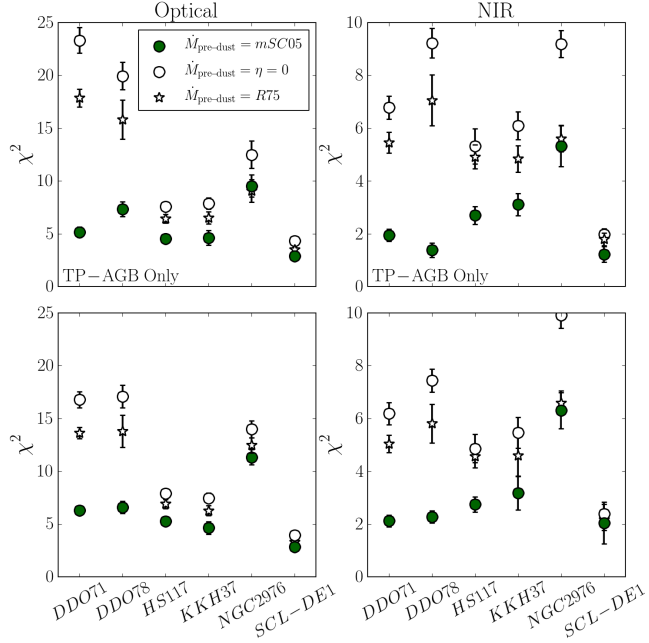 Optical
NIR
25
20
15
10
5
0
χ²
Ṁpre−dust = mSC05
Ṁpre−dust = η = 0
Ṁpre−dust = R75
TP−AGB Only
10
8
6
4
2
0
χ²
TP−AGB Only
25
20
15
10
5
0
χ²
DDO71
DDO78
HS117
KKH37
NGC2976
SCL−DE1
10
8
6
4
2
0
χ²
DDO71
DDO78
HS117
KKH37
NGC2976
SCL−DE1